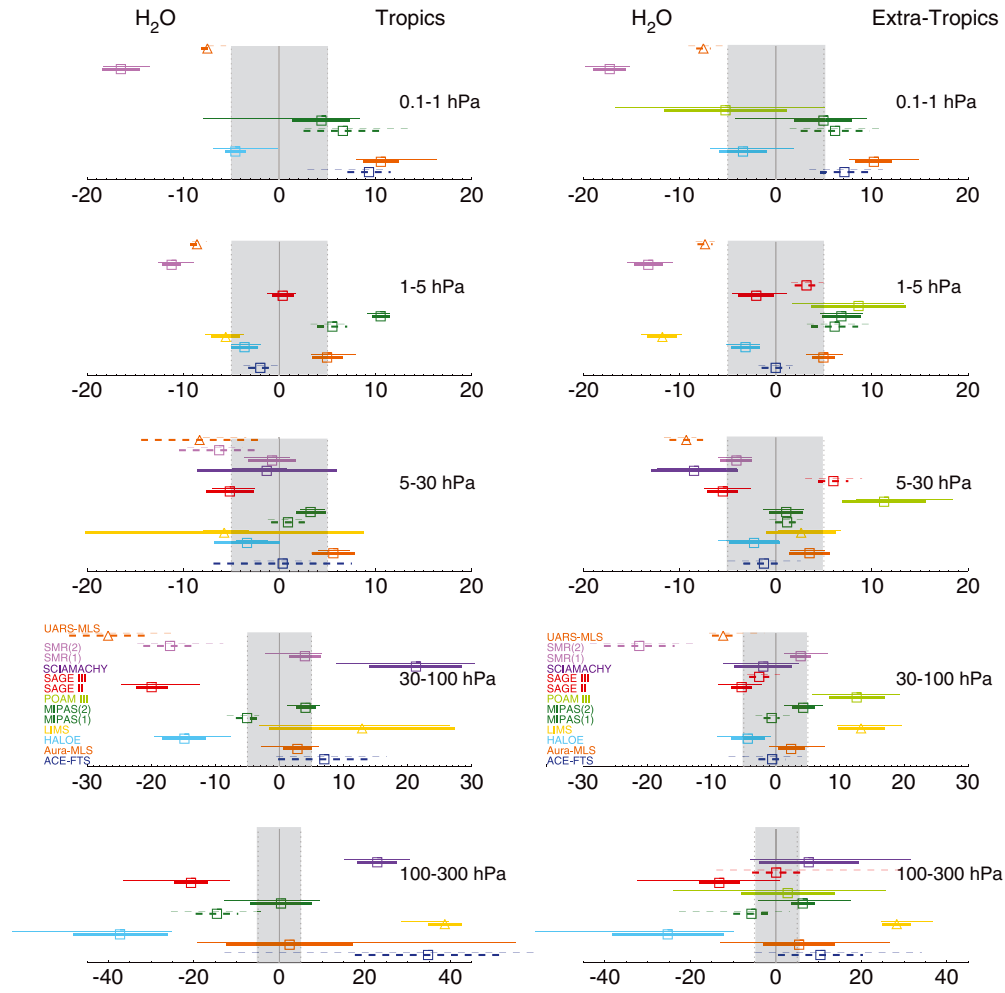 H2O Tropics H2O Extra-Tropics
0.1-1 hPa 0.1-1 hPa
-20 -10 0 10 20 -20 -10 0 10 20
1-5 hPa 1-5 hPa
-20 -10 0 10 20 -20 -10 0 10 20
5-30 hPa 5-30 hPa
-20 -10 0 10 20 -20 -10 0 10 20
UARS-MLS UARS-MLS
SMR(2) SMR(2)
SMR(1) 30-100 hPa SMR(1) 30-100 hPa
SCIAMACHY SCIAMACHY
SAGE III SAGE III
SAGE II SAGE II
POAM III POAM III
MIPAS(2) MIPAS(2)
MIPAS(1) MIPAS(1)
LIMS LIMS
HALOE HALOE
Aura-MLS Aura-MLS
ACE-FTS ACE-FTS
-30 -20 -10 0 10 20 30 -30 -20 -10 0 10 20 30
100-300 hPa 100-300 hPa
-40 -20 0 20 40 -40 -20 0 20 40